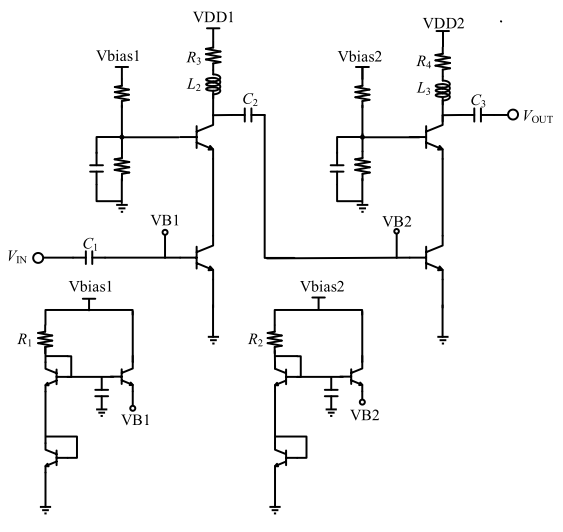 VDD1
VDD2
Vbias1
R3
Vbias2
R4
L2
L3
C2
C3
VOUT
VB1
VB2
VIN
C1
Vbias1
Vbias2
R1
R2
VB1
VB2